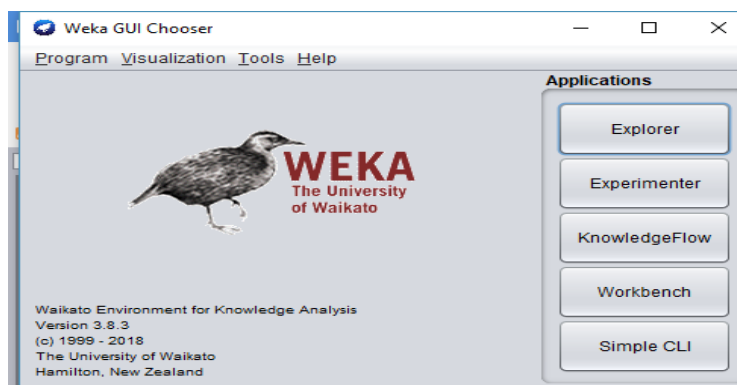 Weka GUI Chooser
Program Visualization Tools Help
Applications
Explorer
Experimenter
KnowledgeFlow
Workbench
Simple CLI
WEKA
The University
of Waikato
Waikato Environment for Knowledge Analysis
Version 3.8.3
(c) 1999 - 2018
The University of Waikato
Hamilton, New Zealand